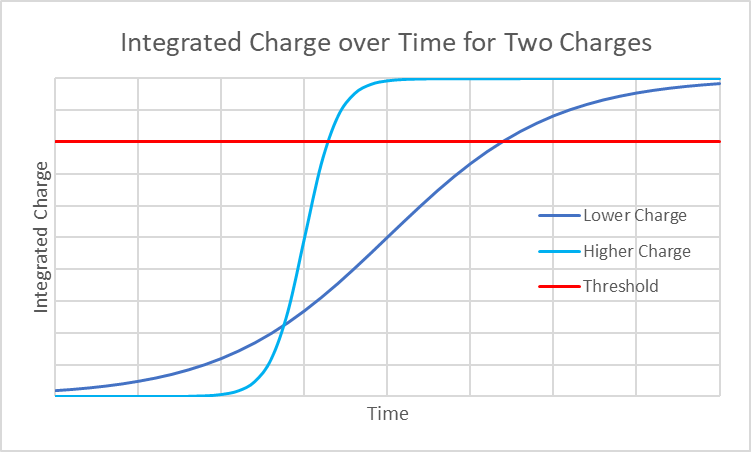 Integrated Charge over Time for Two Charges
Integrated Charge
Lower Charge
Higher Charge
Threshold
Time